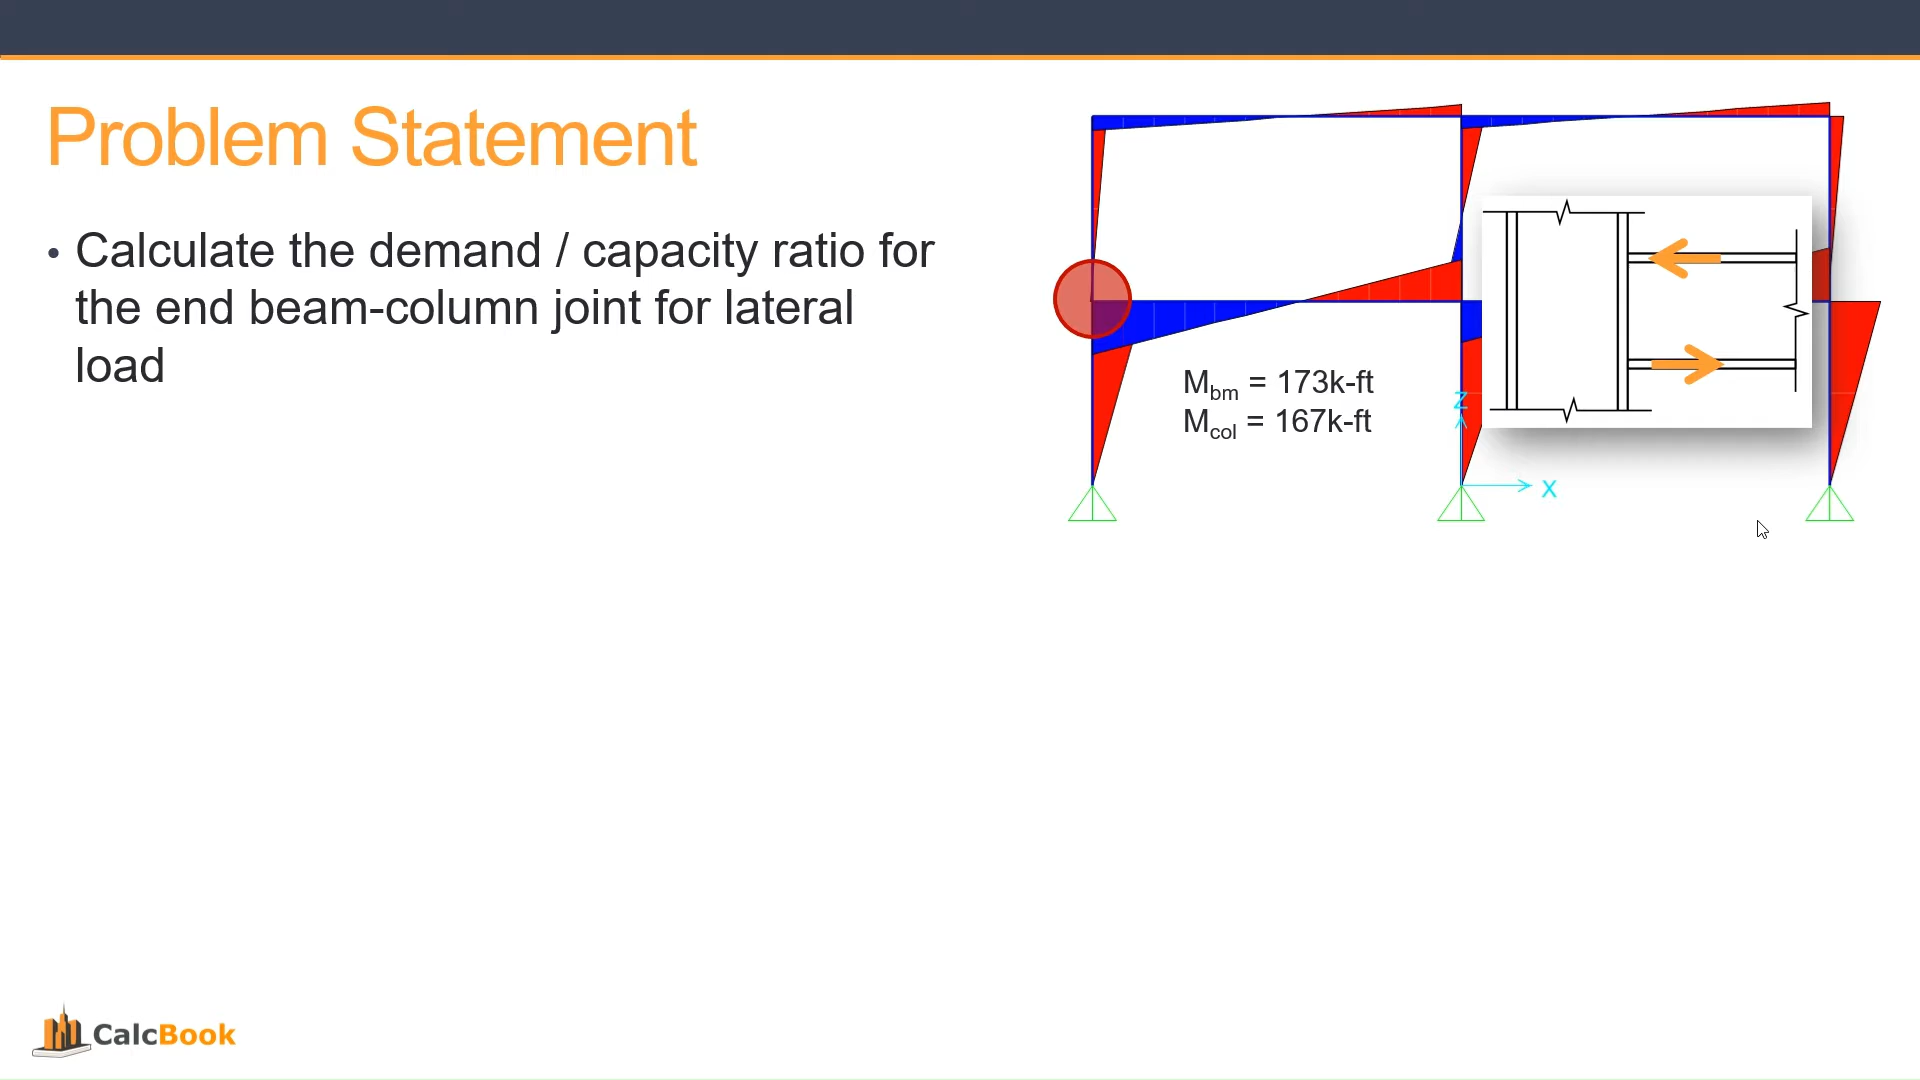 Problem Statement
• Calculate the demand / capacity ratio for
the end beam-column joint for lateral
load
Mbm = 173k-ft
Mcol = 167k-ft
Z
X
CalcBook